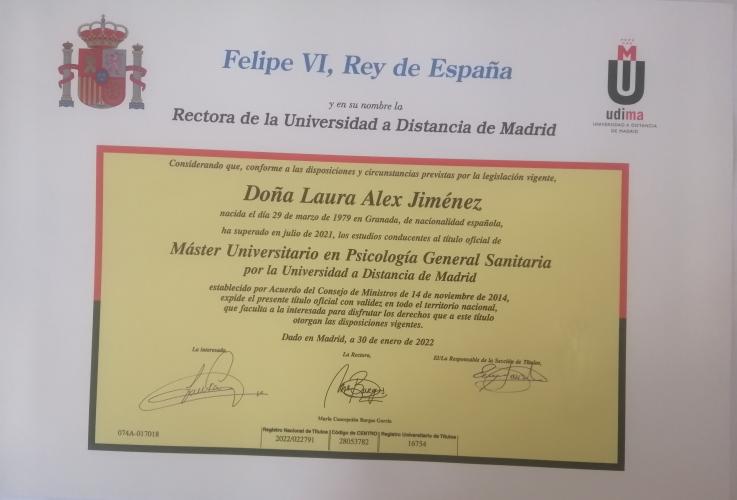 Felipe VI, Rey de España
y en su nombre la
Rectora de la Universidad a Distancia de Madrid
udima
UNIVERSIDAD A DISTANCIA
DE MADRID
Considerando que, conforme a las disposiciones y circunstancias previstas por la legislación vigente,
Doña Laura Alex Jiménez
nacida el día 29 de marzo de 1979 en Granada, de nacionalidad española,
ha superado en julio de 2021, los estudios conducentes al título oficial de
Máster Universitario en Psicología General Sanitaria
por la Universidad a Distancia de Madrid
establecido por Acuerdo del Consejo de Ministros de 14 de noviembre de 2014,
expide el presente título oficial con validez en todo el territorio nacional,
que faculta a la interesada para disfrutar los derechos que a este título
otorgan las disposiciones vigentes.
Dado en Madrid, a 30 de enero de 2022
La interesada,
La Rectora,
El/La Responsable de la Sección de Títulos,
María Concepción Burgos García
074A-017018
Registro Nacional de Títulos Código de CENTRO Registro Universitario de Títulos
2022/022791 28053782 16754